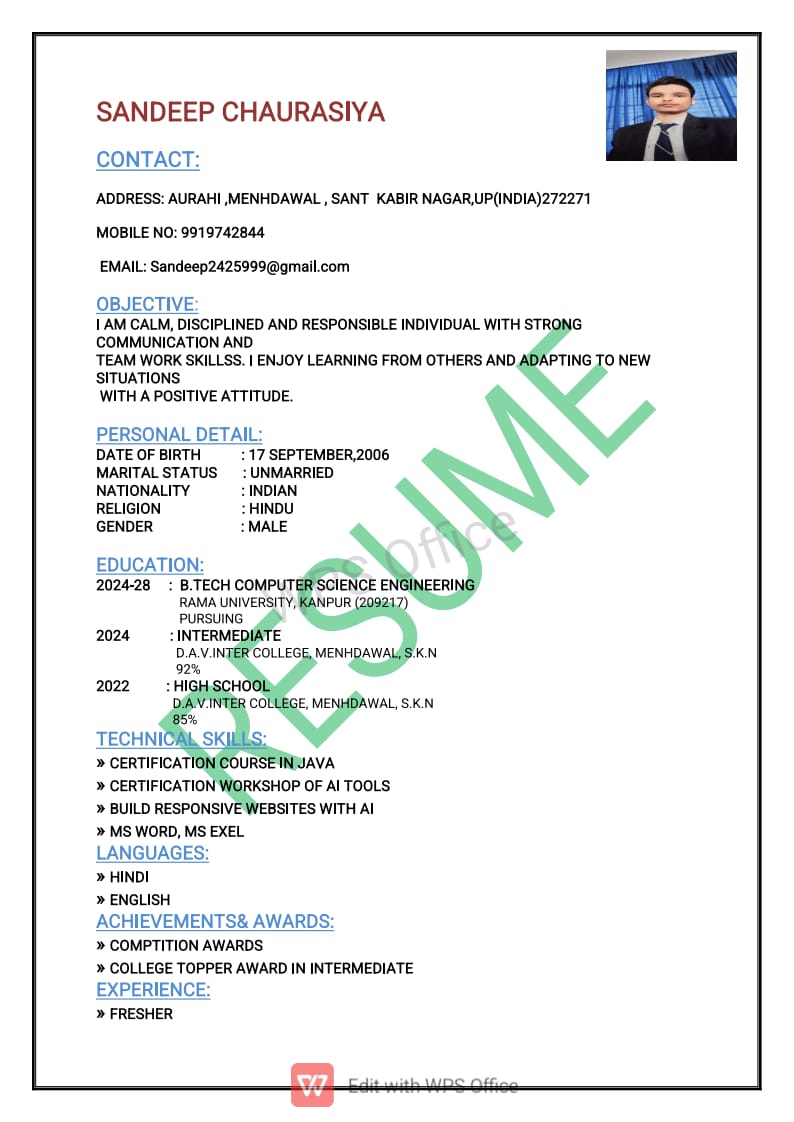 SANDEEP CHAURASIYA
CONTACT:
ADDRESS: AURAHI ,MENHDAWAL , SANT  KABIR NAGAR,UP(INDIA)272271
MOBILE NO: 9919742844
EMAIL: Sandeep2425999@gmail.com
OBJECTIVE:
I AM CALM, DISCIPLINED AND RESPONSIBLE INDIVIDUAL WITH STRONG
COMMUNICATION AND
TEAM WORK SKILLSS. I ENJOY LEARNING FROM OTHERS AND ADAPTING TO NEW
SITUATIONS
WITH A POSITIVE ATTITUDE.
PERSONAL DETAIL:
DATE OF BIRTH : 17 SEPTEMBER,2006
MARITAL STATUS : UNMARRIED
NATIONALITY : INDIAN
RELIGION : HINDU
GENDER : MALE
EDUCATION:
2024-28 : B.TECH COMPUTER SCIENCE ENGINEERING
RAMA UNIVERSITY, KANPUR (209217)
PURSUING
2024 : INTERMEDIATE
D.A.V.INTER COLLEGE, MENHDAWAL, S.K.N
92%
2022 : HIGH SCHOOL
D.A.V.INTER COLLEGE, MENHDAWAL, S.K.N
85%
TECHNICAL SKILLS:
» CERTIFICATION COURSE IN JAVA
» CERTIFICATION WORKSHOP OF AI TOOLS
» BUILD RESPONSIVE WEBSITES WITH AI
» MS WORD, MS EXEL
LANGUAGES:
» HINDI
» ENGLISH
ACHIEVEMENTS& AWARDS:
» COMPTITION AWARDS
» COLLEGE TOPPER AWARD IN INTERMEDIATE
EXPERIENCE:
» FRESHER
RESUME
WPS Office
Edit with WPS Office